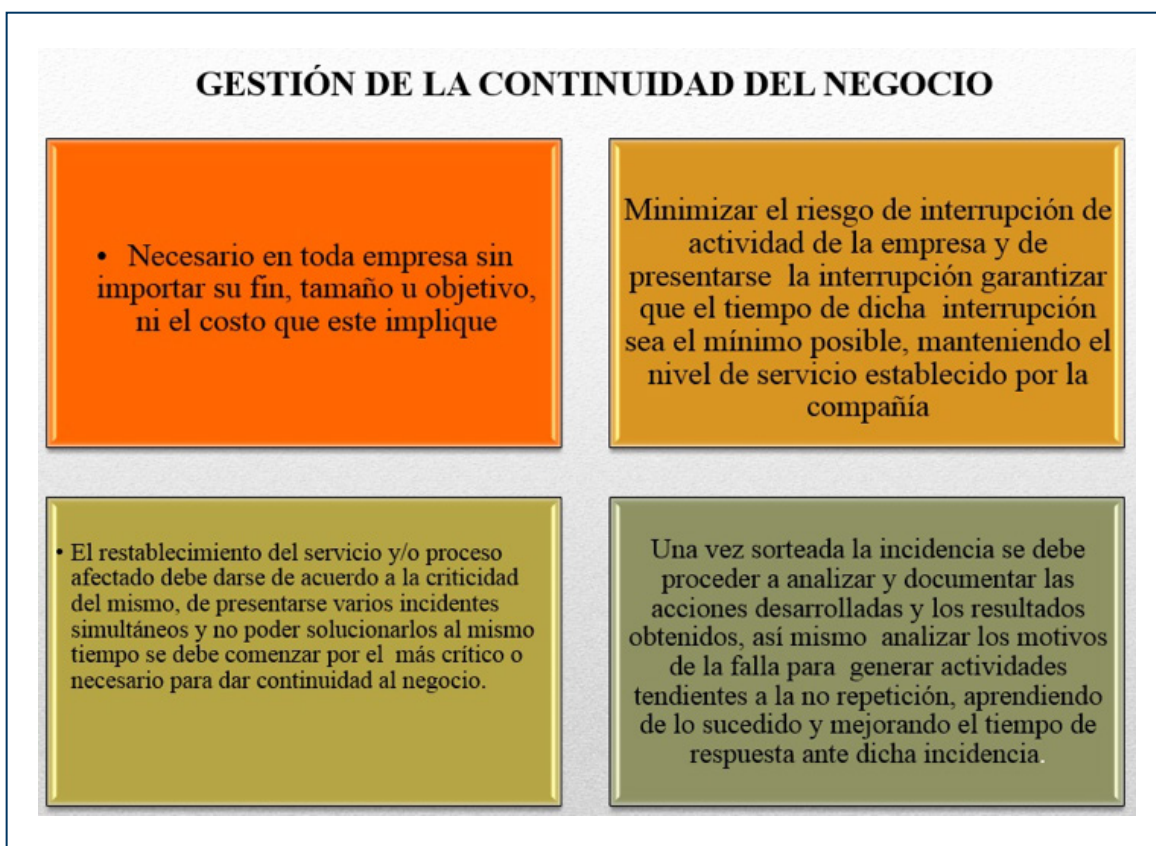 GESTIÓN DE LA CONTINUIDAD DEL NEGOCIO
• Necesario en toda empresa sin
importar su fin, tamaño u objetivo,
ni el costo que este implique
Minimizar el riesgo de interrupción de
actividad de la empresa y de
presentarse la interrupción garantizar
que el tiempo de dicha interrupción
sea el mínimo posible, manteniendo el
nivel de servicio establecido por la
compañía
• El restablecimiento del servicio y/o proceso
afectado debe darse de acuerdo a la criticidad
del mismo, de presentarse varios incidentes
simultáneos y no poder solucionarlos al mismo
tiempo se debe comenzar por el más crítico o
necesario para dar continuidad al negocio.
Una vez sorteada la incidencia se debe
proceder a analizar y documentar las
acciones desarrolladas y los resultados
obtenidos, así mismo analizar los motivos
de la falla para generar actividades
tendientes a la no repetición, aprendiendo
de lo sucedido y mejorando el tiempo de
respuesta ante dicha incidencia.